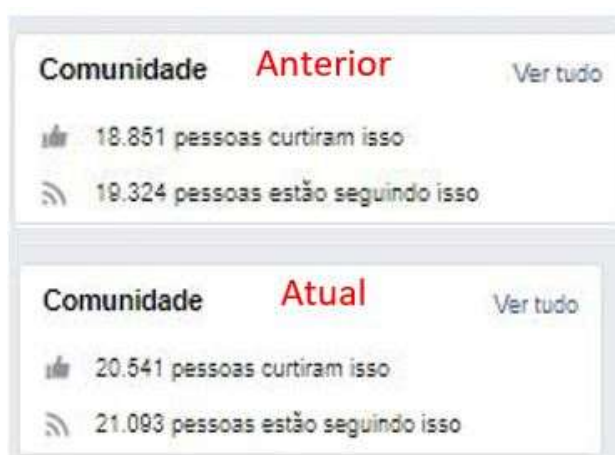 Comunidade Anterior Ver tudo
18.851 pessoas curtiram isso
19.324 pessoas estão seguindo isso
Comunidade Atual Ver tudo
20.541 pessoas curtiram isso
21.093 pessoas estão seguindo isso